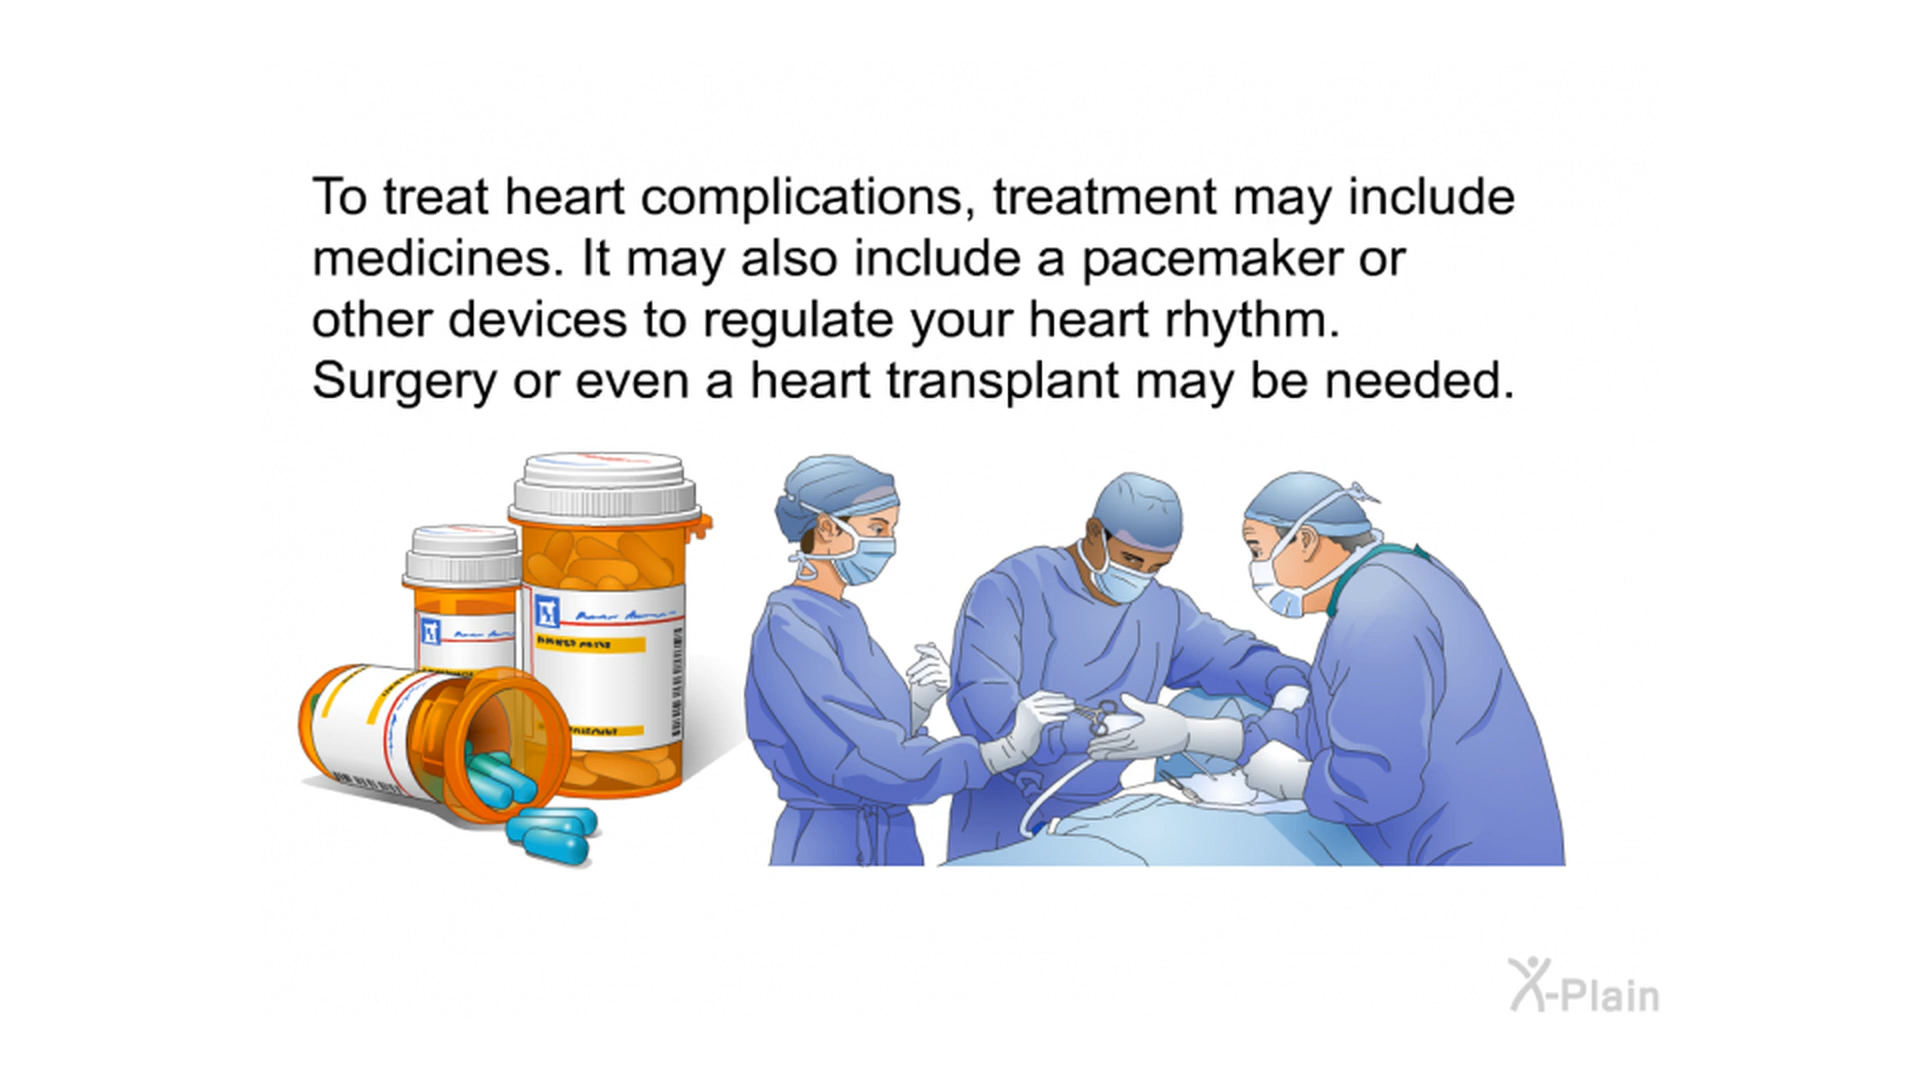 To treat heart complications, treatment may include
medicines. It may also include a pacemaker or
other devices to regulate your heart rhythm.
Surgery or even a heart transplant may be needed.
X-Plain